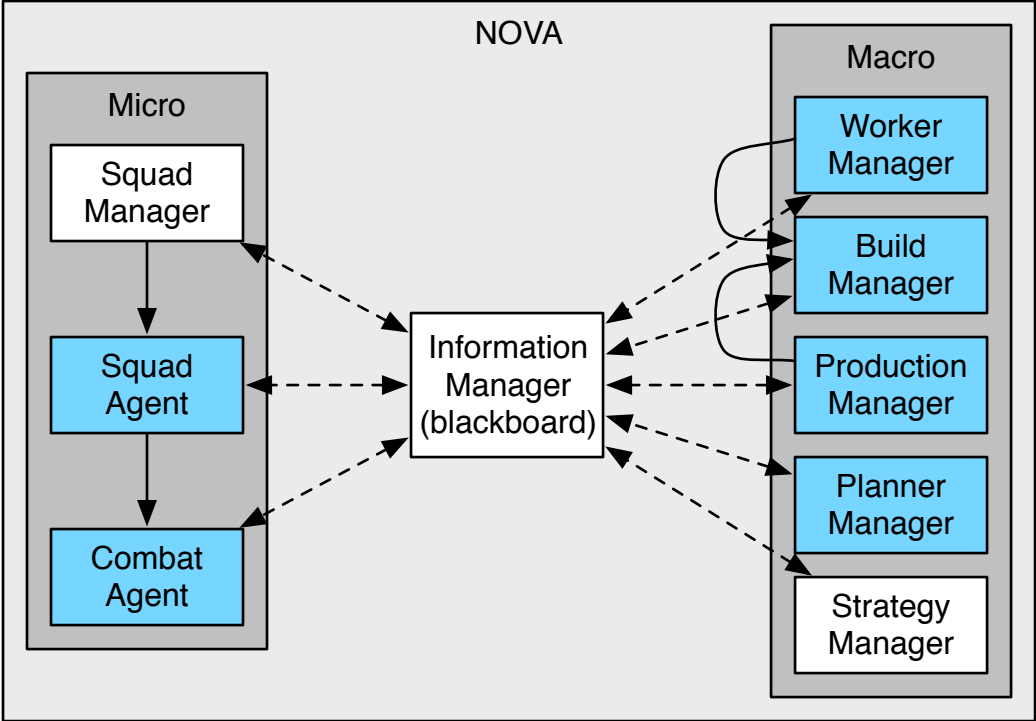 NOVA
Micro
Squad
Manager
Squad
Agent
Combat
Agent
Information
Manager
(blackboard)
Macro
Worker
Manager
Build
Manager
Production
Manager
Planner
Manager
Strategy
Manager